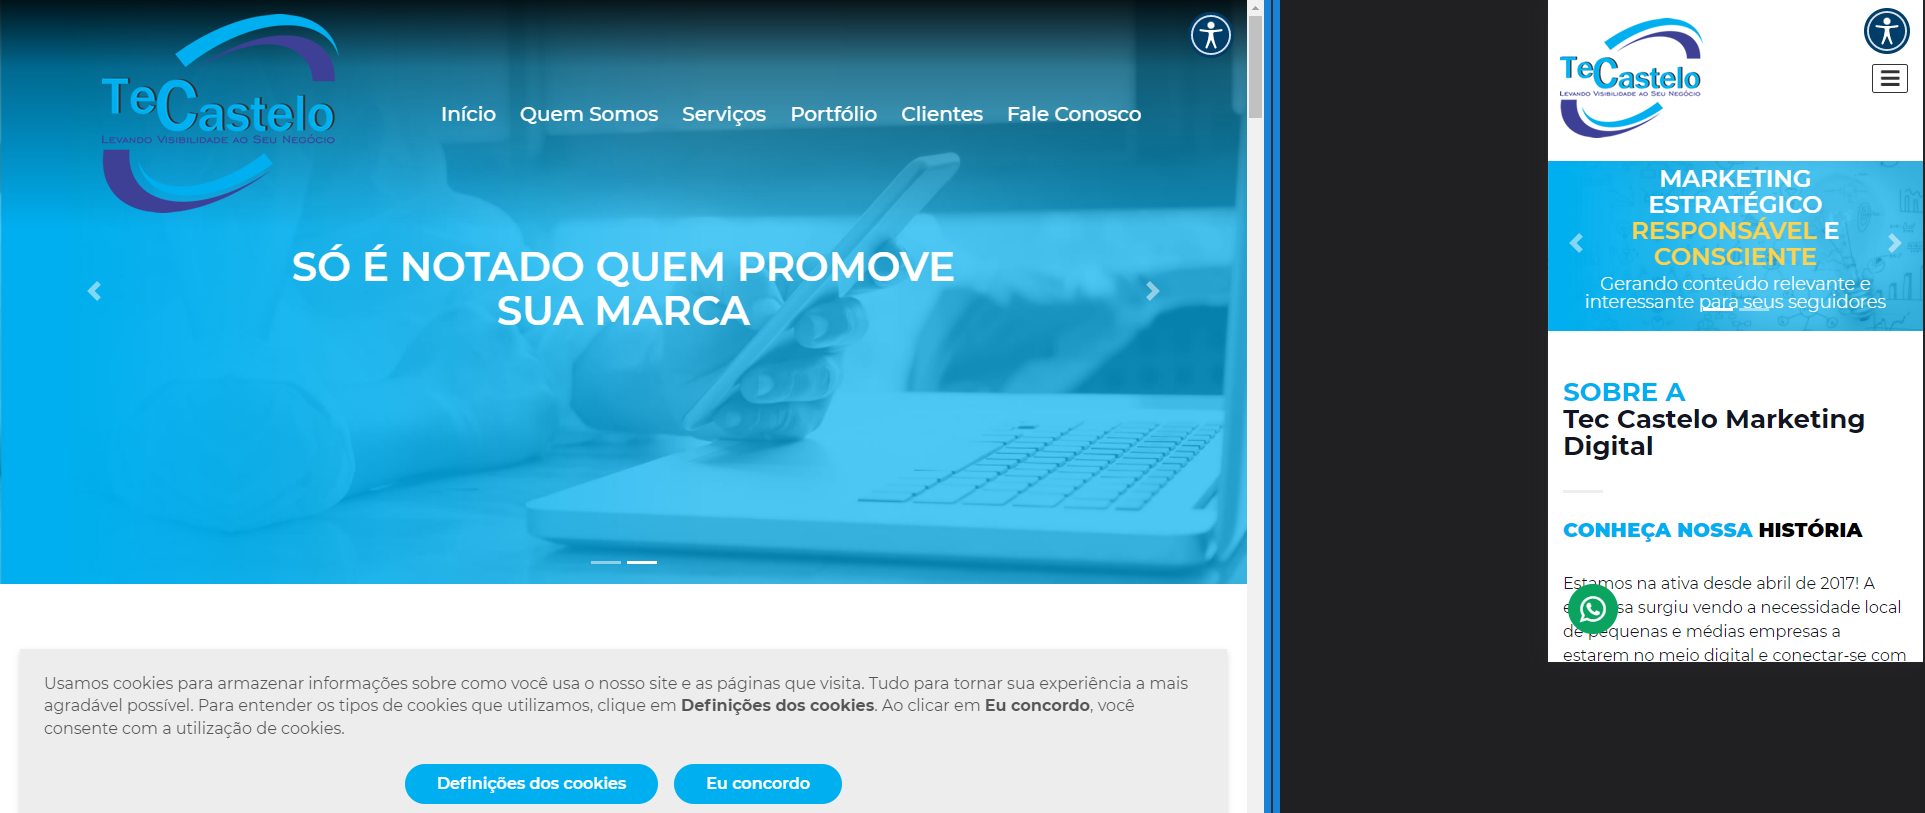 TeCastelo
Levando Visibilidade ao Seu Negócio
Início Quem Somos Serviços Portfólio Clientes Fale Conosco
SÓ É NOTADO QUEM PROMOVE
SUA MARCA
Usamos cookies para armazenar informações sobre como você usa o nosso site e as páginas que visita. Tudo para tornar sua experiência a mais
agradável possível. Para entender os tipos de cookies que utilizamos, clique em Definições dos cookies. Ao clicar em Eu concordo, você
consente com a utilização de cookies.
Definições dos cookies Eu concordo
TeCastelo
Levando Visibilidade ao Seu Negócio
MARKETING
ESTRATÉGICO
RESPONSÁVEL E
CONSCIENTE
Gerando conteúdo relevante e
interessante para seus seguidores
SOBRE A
Tec Castelo Marketing
Digital
CONHEÇA NOSSA HISTÓRIA
Estamos na ativa desde abril de 2017! A
surgiu vendo a necessidade local
de pequenas e médias empresas a
estarem no meio digital e conectar-se com